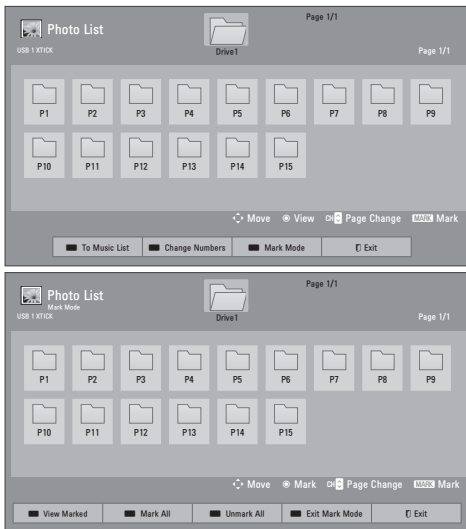 Page 1/1
Photo List
USB 1 XTICK
Drive1
Page 1/1
P1 P2 P3 P4 P5 P6 P7 P8 P9
P10 P11 P12 P13 P14 P15
Move View CH Page Change MARK Mark
To Music List Change Numbers Mark Mode Exit
Page 1/1
Photo List
Mark Mode
USB 1 XTICK
Drive1
Page 1/1
P1 P2 P3 P4 P5 P6 P7 P8 P9
P10 P11 P12 P13 P14 P15
Move Mark CH Page Change MARK Mark
View Marked Mark All Unmark All Exit Mark Mode Exit